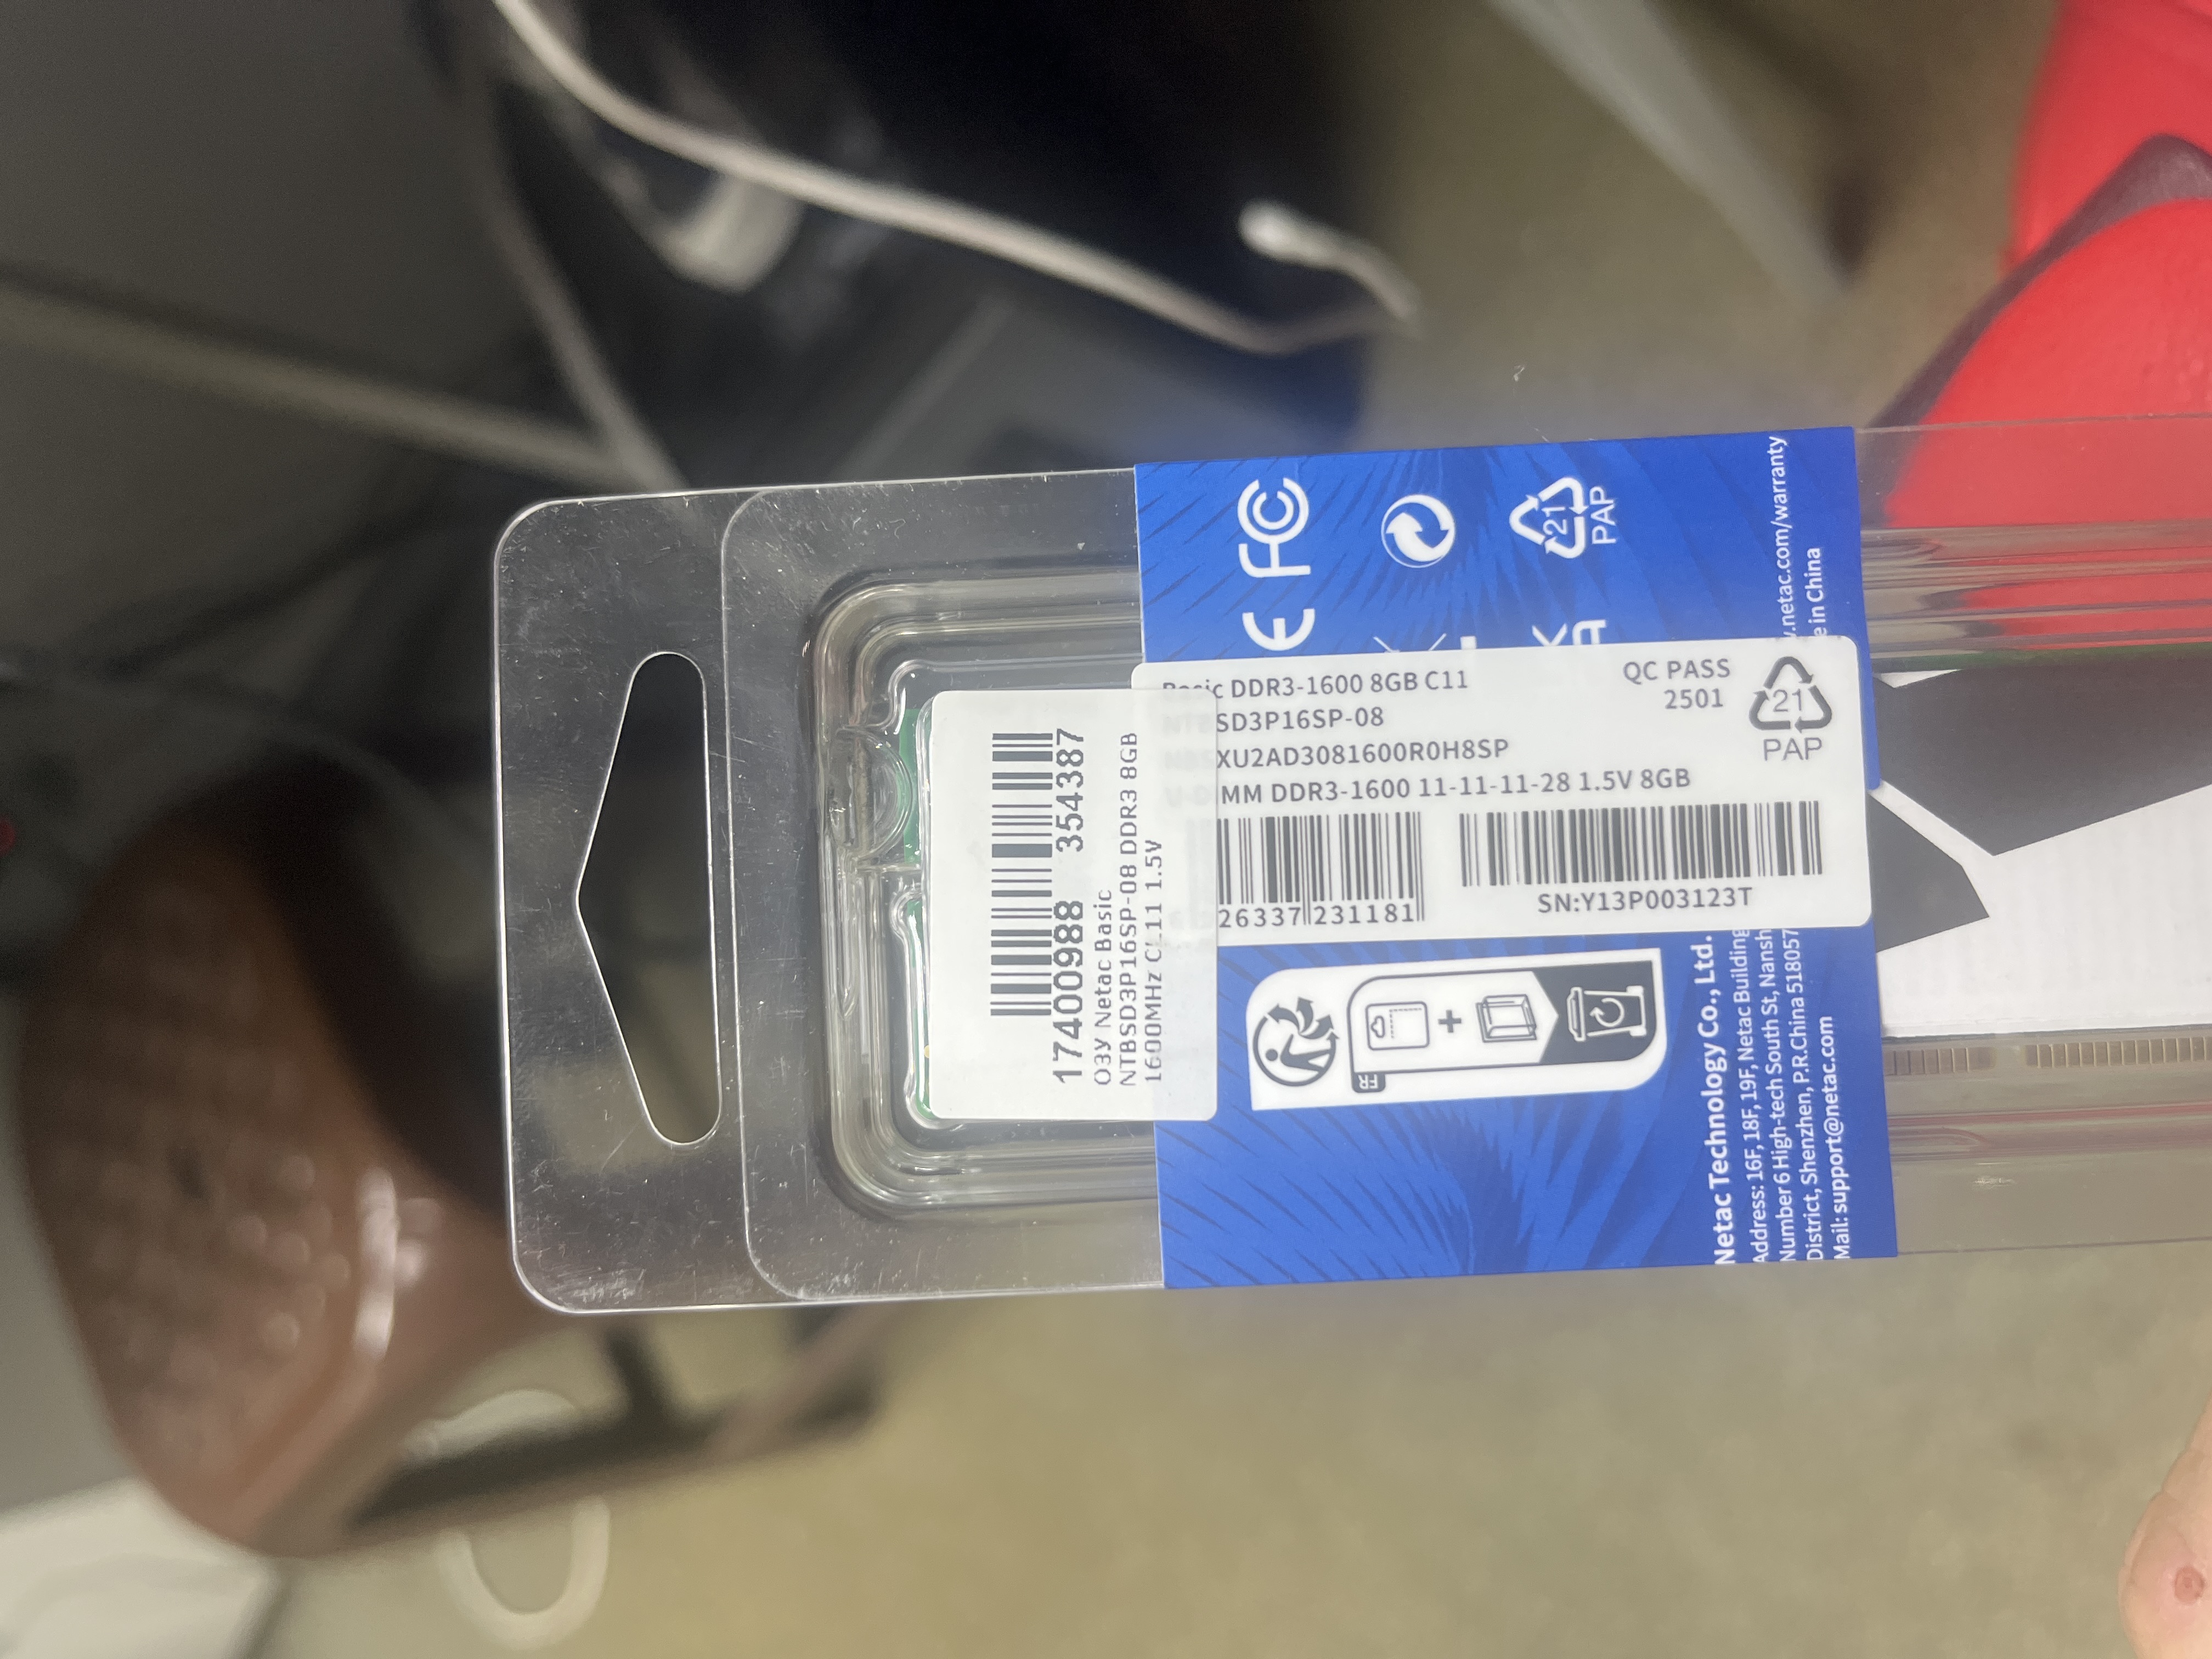 Basic DDR3-1600 8GB C11
SD3P16SP-08
XU2AD3081600R0H8SP
MM DDR3-1600 11-11-11-28 1.5V 8GB
QC PASS
2501
21
PAP
26337 231181
SN:Y13P003123T
17400988 354387
ОЗУ Netac Basic
NTBSD3P16SP-08 DDR3 8GB
1600MHz CL11 1.5V
CE FC
21
PAP
.netac.com/warranty
e in China
FR
Netac Technology Co., Ltd.
Address: 16F, 18F, 19F, Netac Building
Number 6 High-tech South St, Nansh
District, Shenzhen, P.R.China 518057
Mail: support@netac.com